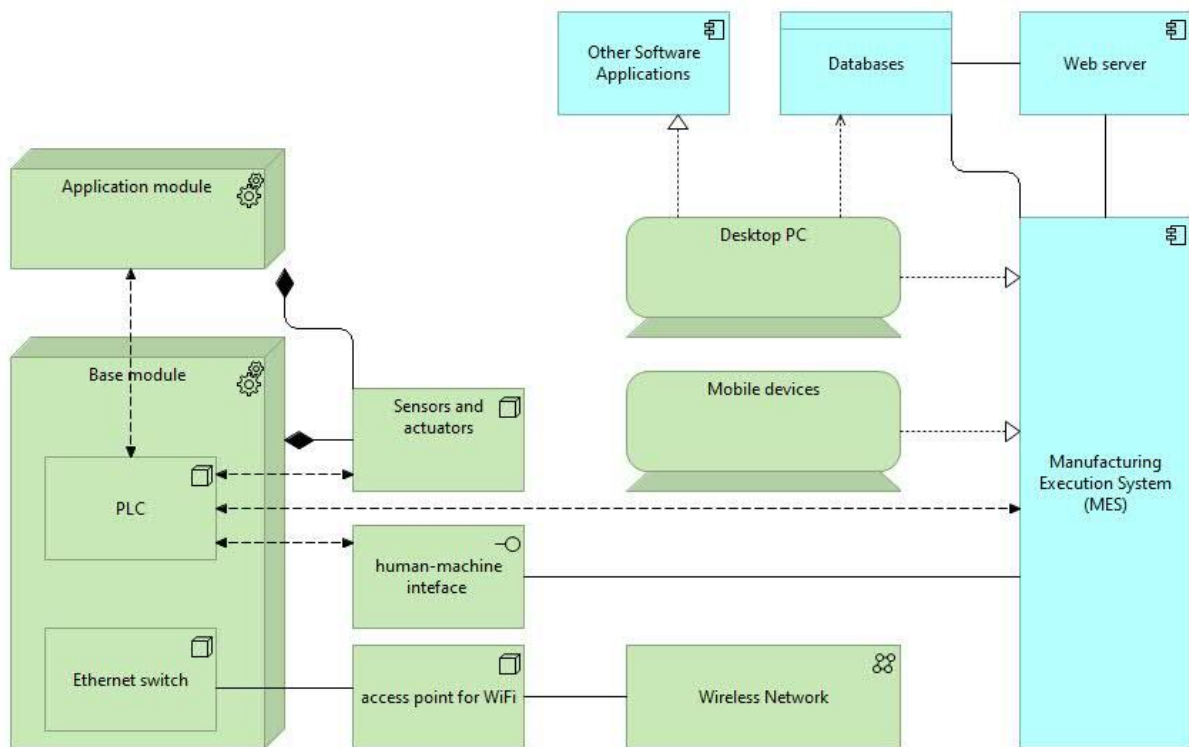 Other Software
Applications
Databases
Web server
Application module
Desktop PC
Base module
Mobile devices
Sensors and
actuators
Manufacturing
Execution System
(MES)
PLC
human-machine
inteface
Ethernet switch
access point for WiFi
Wireless Network